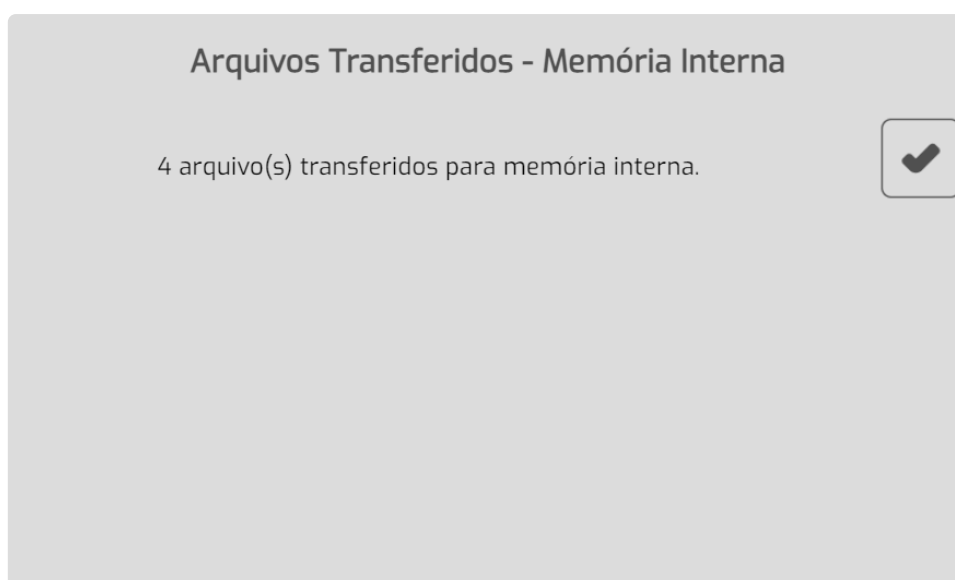 Arquivos Transferidos - Memória Interna
4 arquivo(s) transferidos para memória interna.